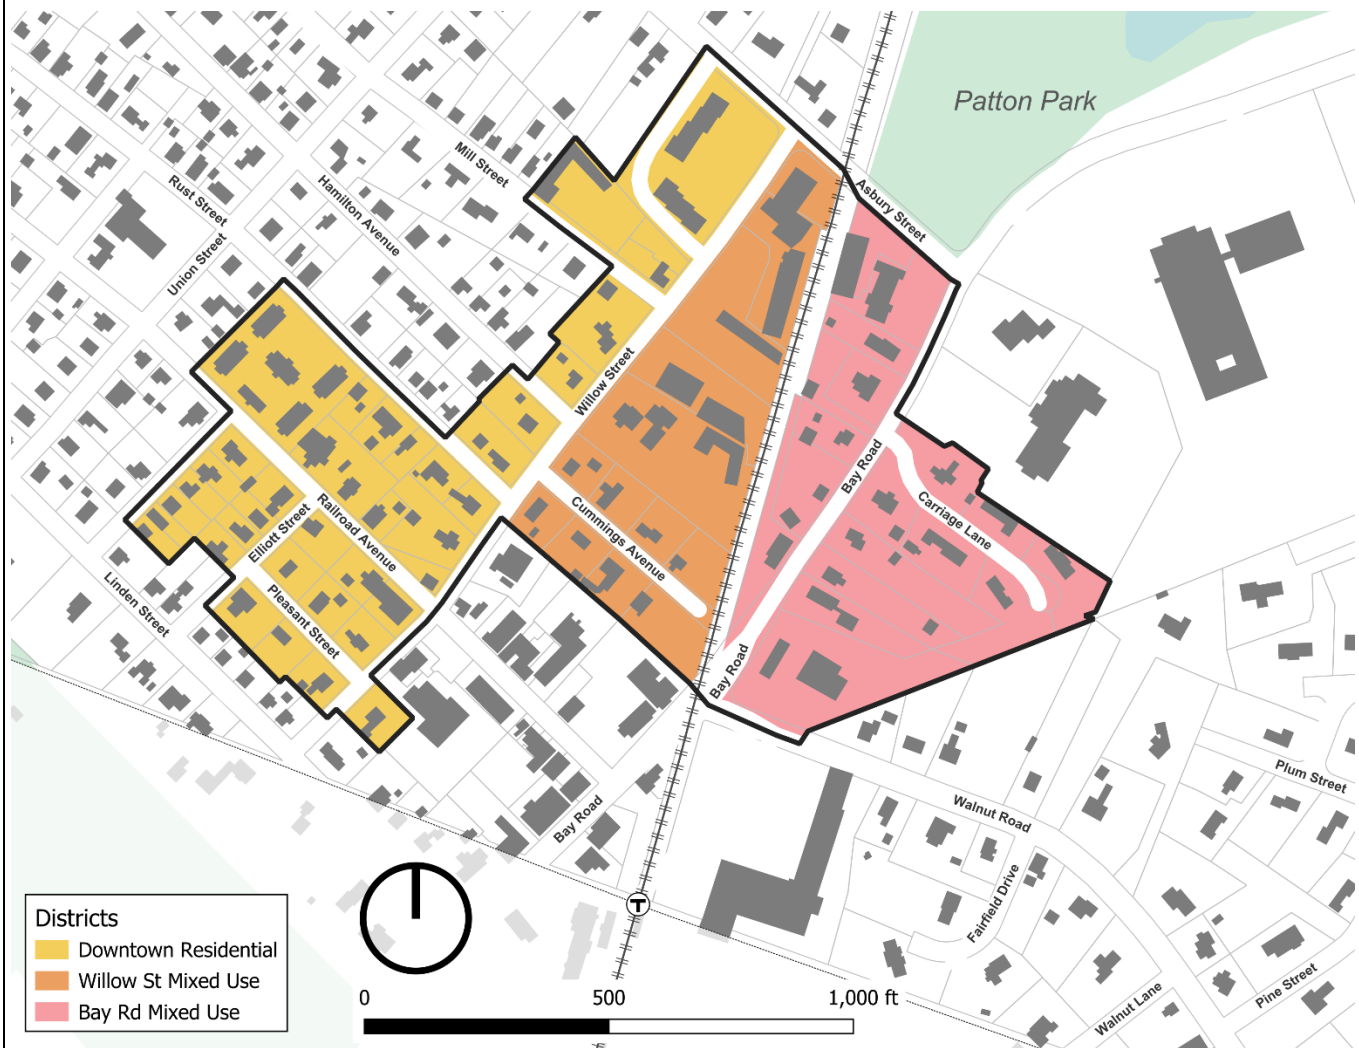 Patton Park
Mill Street
Rust Street
Hamilton Avenue
Asbury Street
Union Street
Willow Street
Bay Road
Carriage Lane
Railroad Avenue
Elliott Street
Cummings Avenue
Linden Street
Pleasant Street
Bay Road
Plum Street
Bay Road
Walnut Road
Fairfield Drive
Pine Street
Walnut Lane
T
Districts
Downtown Residential
Willow St Mixed Use
Bay Rd Mixed Use
0 500 1,000 ft